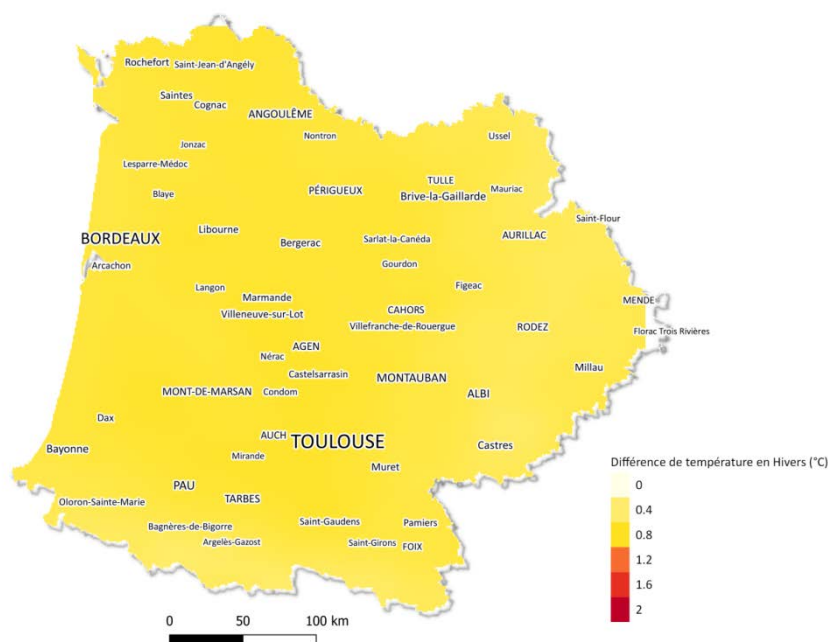 Rochefort
Saint-Jean-d'Angély
Saintes
Cognac
ANGOULÊME
Nontron
Ussel
Jonzac
Lesparre-Médoc
TULLE
Blaye
PÉRIGUEUX
Brive-la-Gaillarde
Mauriac
Saint-Flour
BORDEAUX
Libourne
Bergerac
Sarlat-la-Canéda
AURILLAC
Arcachon
Gourdon
Langon
Figeac
Marmande
MENDE
Villeneuve-sur-Lot
CAHORS
Villefranche-de-Rouergue
RODEZ
Florac Trois Rivières
AGEN
Nérac
Millau
Castelsarrasin
MONTAUBAN
MONT-DE-MARSAN
Condom
ALBI
Dax
AUCH
TOULOUSE
Bayonne
Castres
Mirande
Muret
PAU
Oloron-Sainte-Marie
TARBES
Bagnères-de-Bigorre
Saint-Gaudens
Pamiers
Argelès-Gazost
Saint-Girons
FOIX
Différence de température en Hivers (°C)
0
0.4
0.8
1.2
1.6
2
0 50 100 km